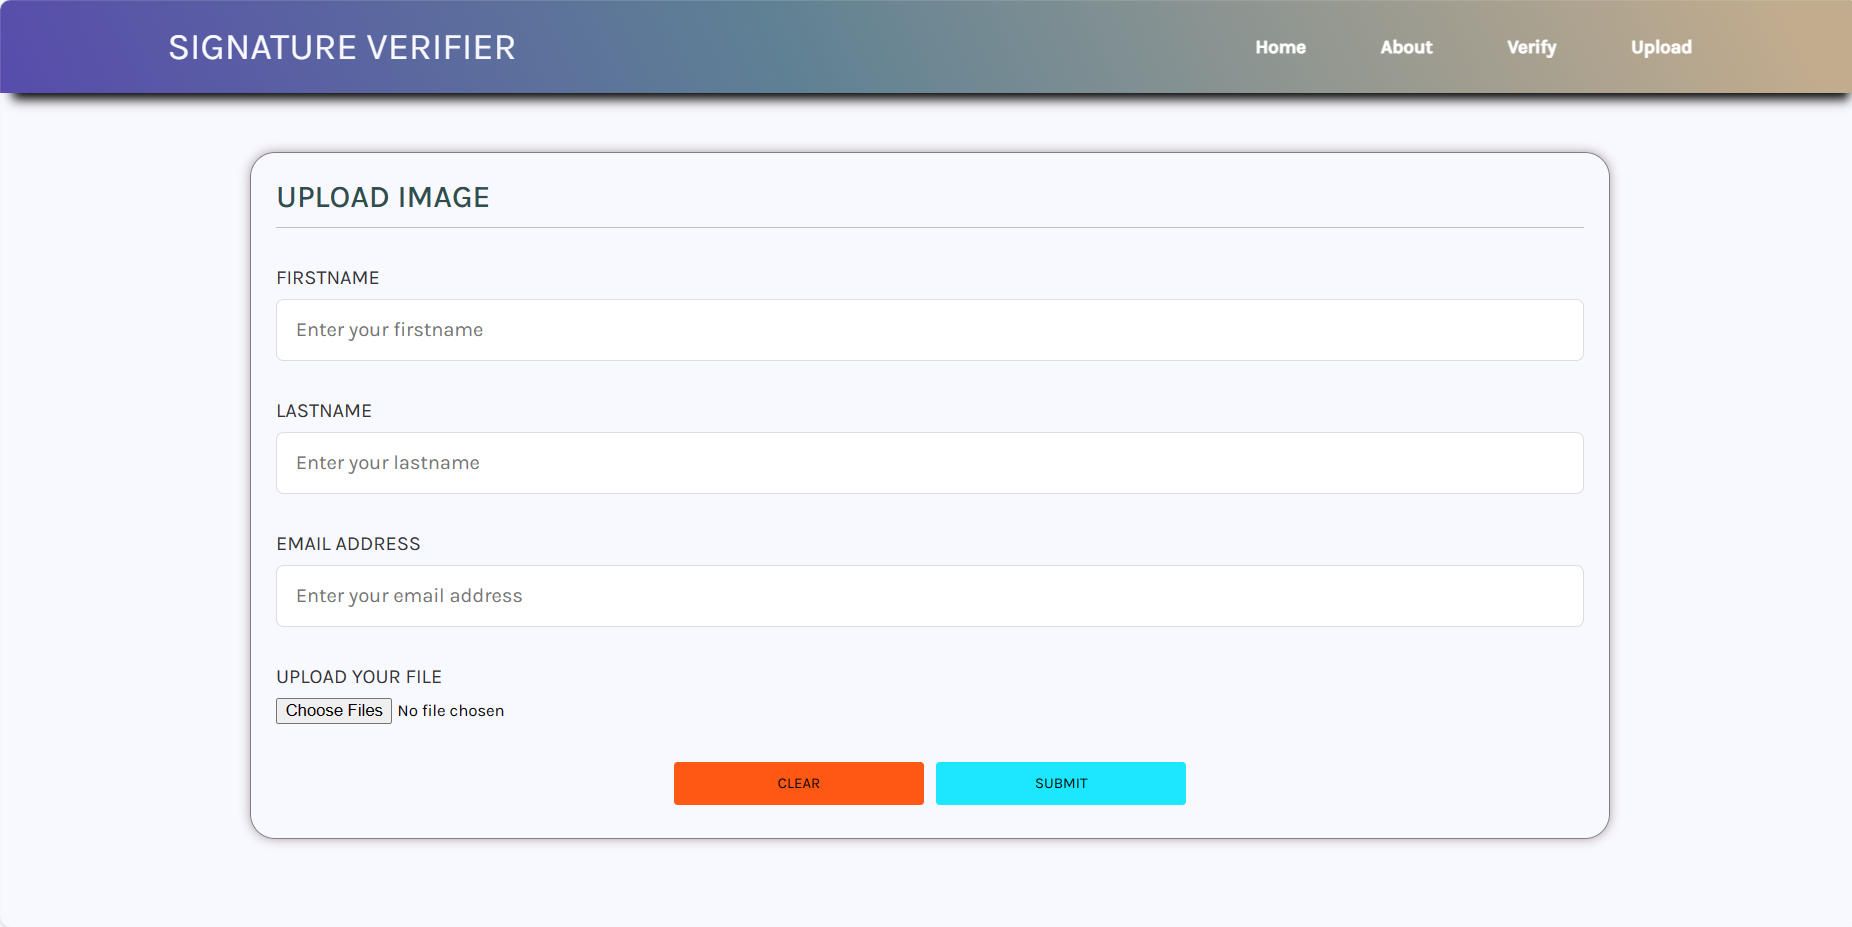 SIGNATURE VERIFIER Home About Verify Upload
UPLOAD IMAGE
FIRSTNAME
Enter your firstname
LASTNAME
Enter your lastname
EMAIL ADDRESS
Enter your email address
UPLOAD YOUR FILE
Choose Files No file chosen
CLEAR SUBMIT